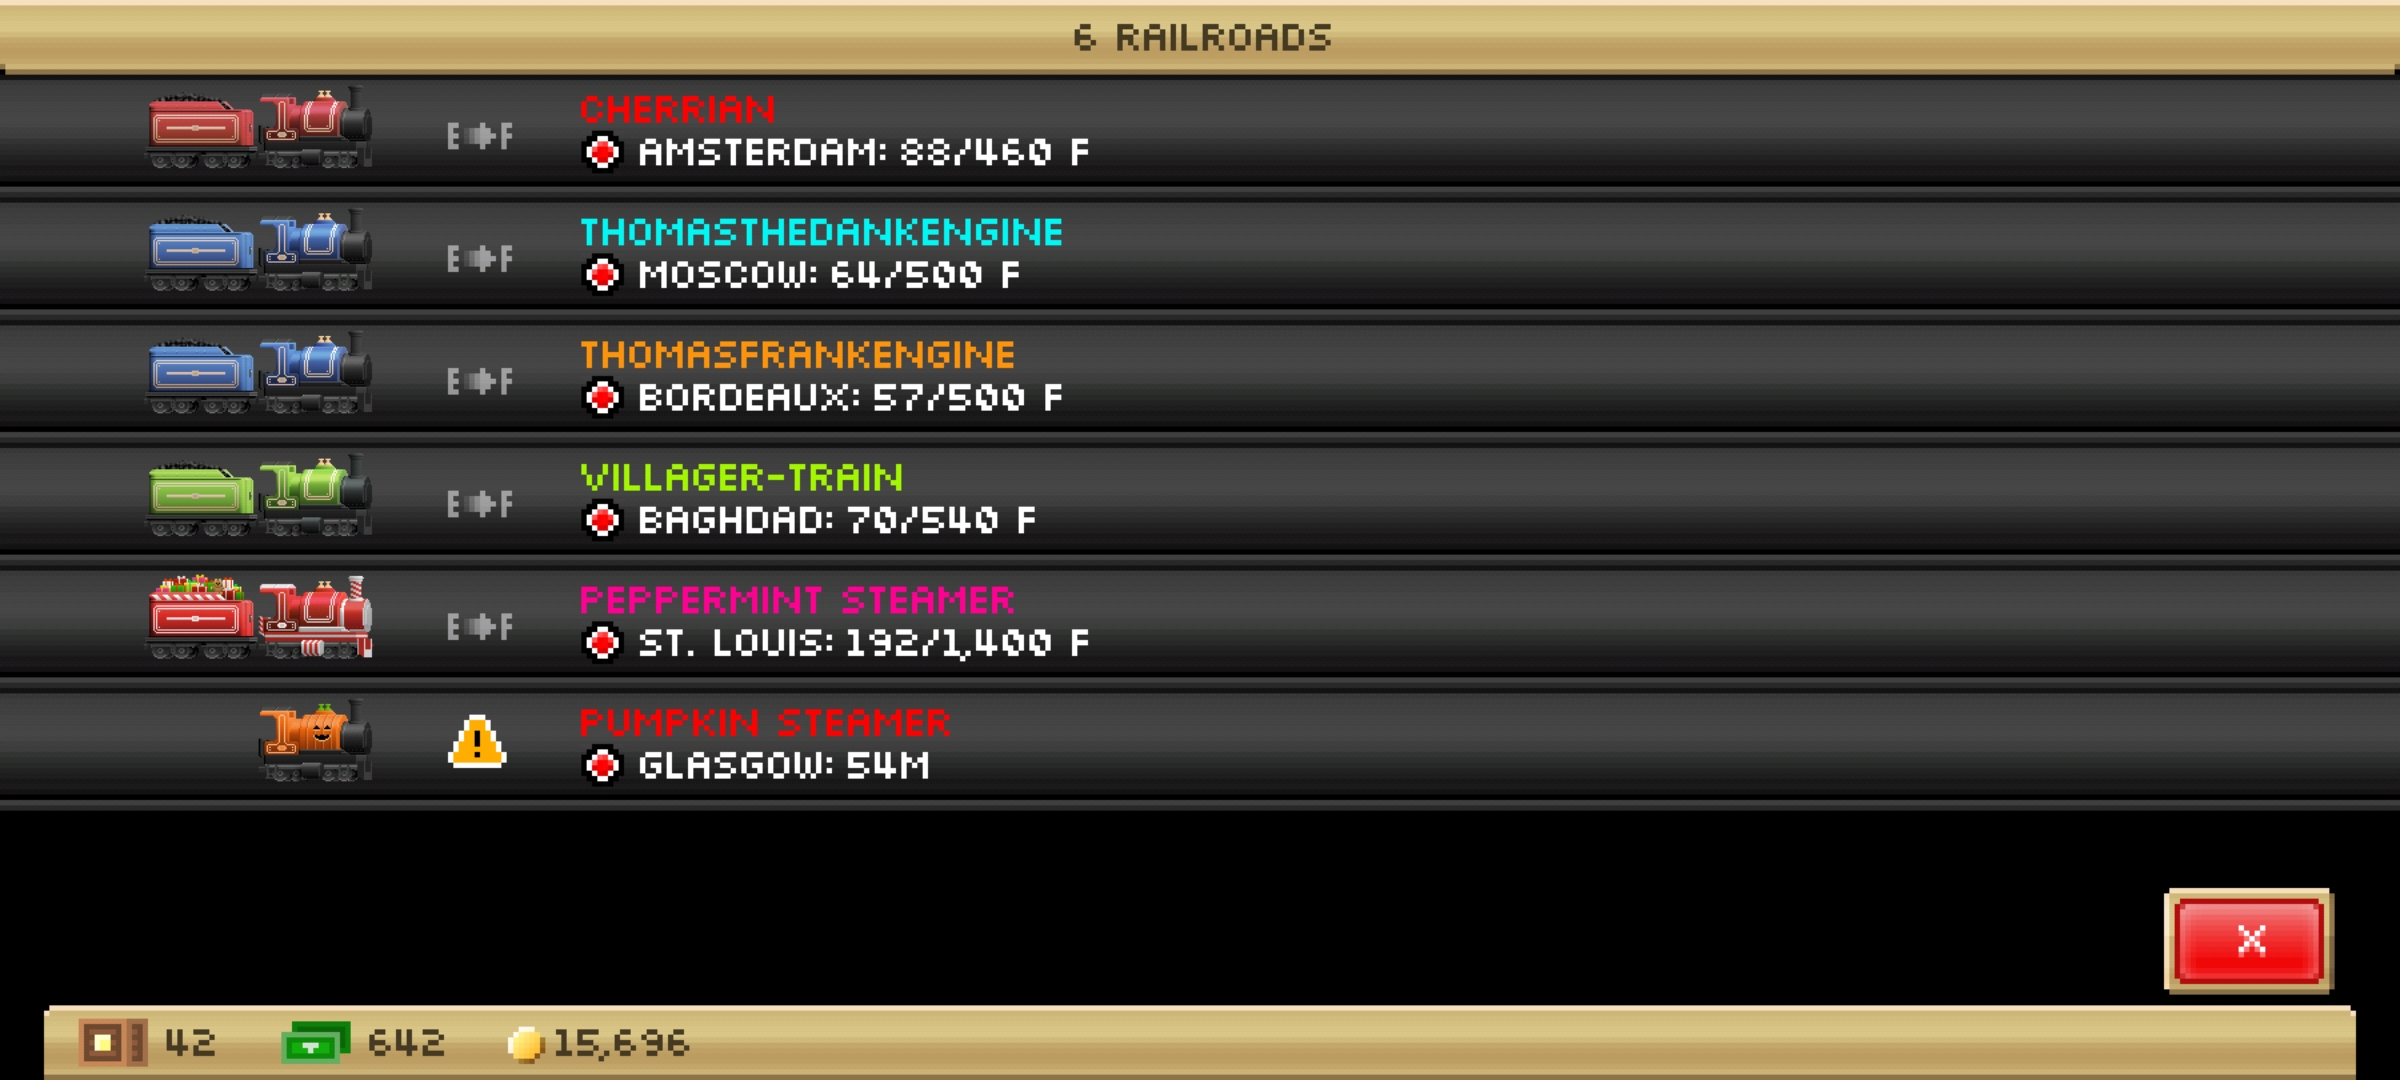 6 RAILROADS
E F
CHERRIAN
AMSTERDAM: 88/460 F
E F
THOMASTHEDANKENGINE
MOSCOW: 64/500 F
E F
THOMASFRANKENGINE
BORDEAUX: 57/500 F
E F
VILLAGER-TRAIN
BAGHDAD: 70/540 F
E F
PEPPERMINT STEAMER
ST. LOUIS: 192/1,400 F
!
PUMPKIN STEAMER
GLASGOW: 54M
X
42 642 15,696